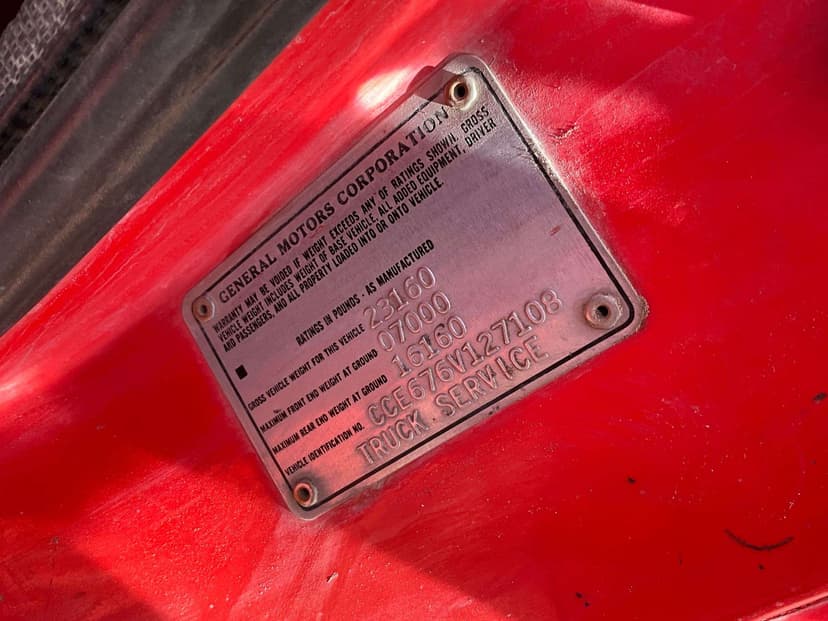 GENERAL MOTORS CORPORATION
WARRANTY MAY BE VOIDED IF WEIGHT EXCEEDS ANY OF RATINGS SHOWN. GROSS
VEHICLE WEIGHT INCLUDES WEIGHT OF BASE VEHICLE, ALL ADDED EQUIPMENT, DRIVER
AND PASSENGERS, AND ALL PROPERTY LOADED INTO OR ONTO VEHICLE.
RATINGS IN POUNDS - AS MANUFACTURED
GROSS VEHICLE WEIGHT FOR THIS VEHICLE 23160
MAXIMUM FRONT END WEIGHT AT GROUND 07000
MAXIMUM REAR END WEIGHT AT GROUND 16160
VEHICLE IDENTIFICATION NO. CCE676V127108
TRUCK SERVICE